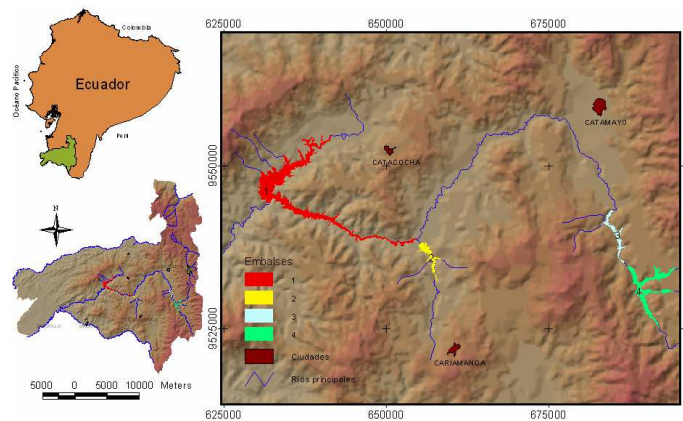 Colombia
Océano Pacífico
Ecuador
Perú
N
5000 0 5000 10000 Meters
625000 650000 675000
9550000
9525000
CATAMAYO
CATACOCHA
CARIAMANGA
4
Embalses
1
2
3
4
Ciudades
Ríos principales
625000 650000 675000